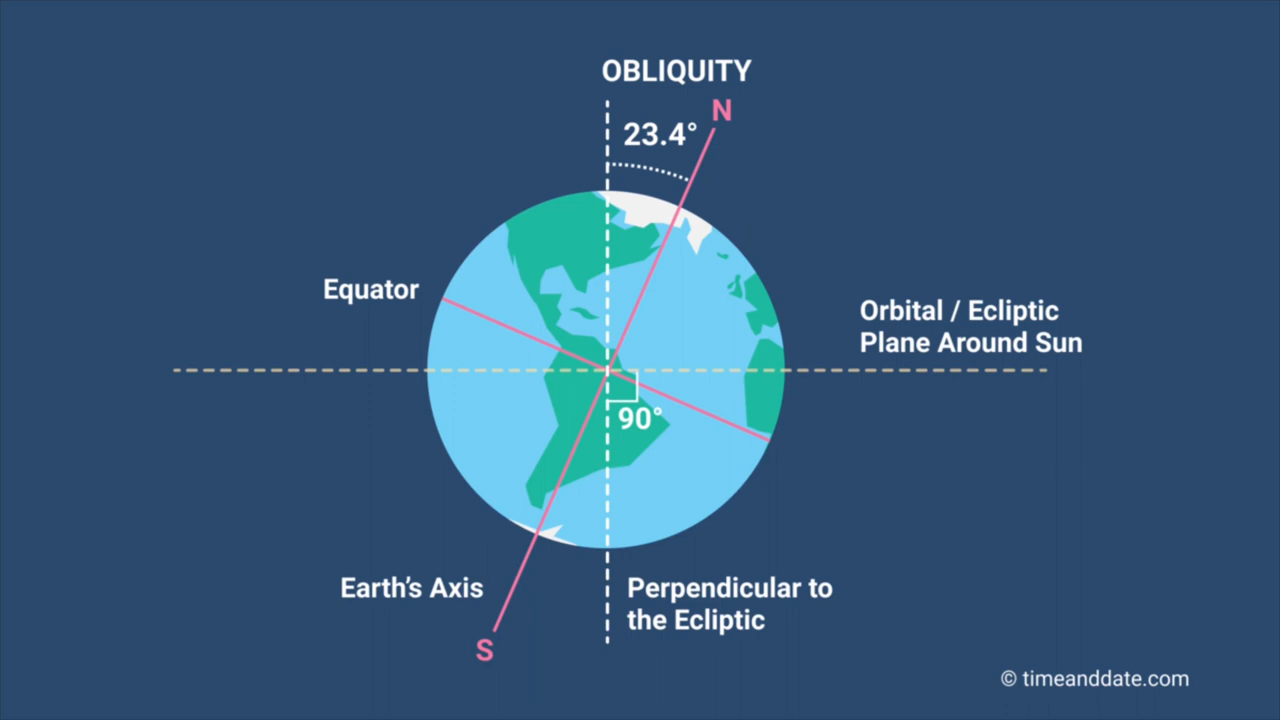 OBLIQUITY
N
23.4°
Equator
Orbital / Ecliptic
Plane Around Sun
90°
Earth's Axis
Perpendicular to
the Ecliptic
S
© timeanddate.com